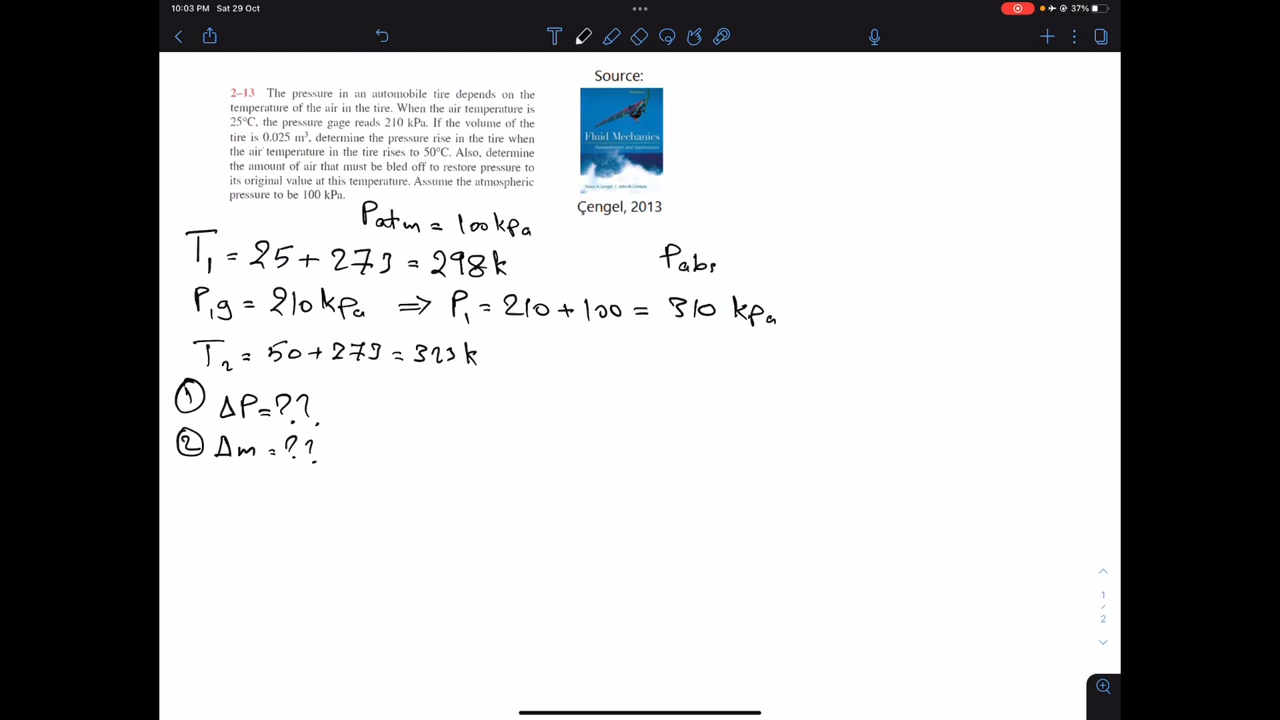 10:03 PM Sat 29 Oct
37%
2–13 The pressure in an automobile tire depends on the
temperature of the air in the tire. When the air temperature is
25°C, the pressure gage reads 210 kPa. If the volume of the
tire is 0.025 m³, determine the pressure rise in the tire when
the air temperature in the tire rises to 50°C. Also, determine
the amount of air that must be bled off to restore pressure to
its original value at this temperature. Assume the atmospheric
pressure to be 100 kPa.
Source:
Fluid Mechanics
Çengel, 2013
Patm = 100 kPa
T1 = 25 + 273 = 298 k
Pabs
P1g = 210 kPa ⇒ P1 = 210 + 100 = 310 kPa
T2 = 50 + 273 = 323 k
① ΔP = ??
② Δm = ??
1
/
2